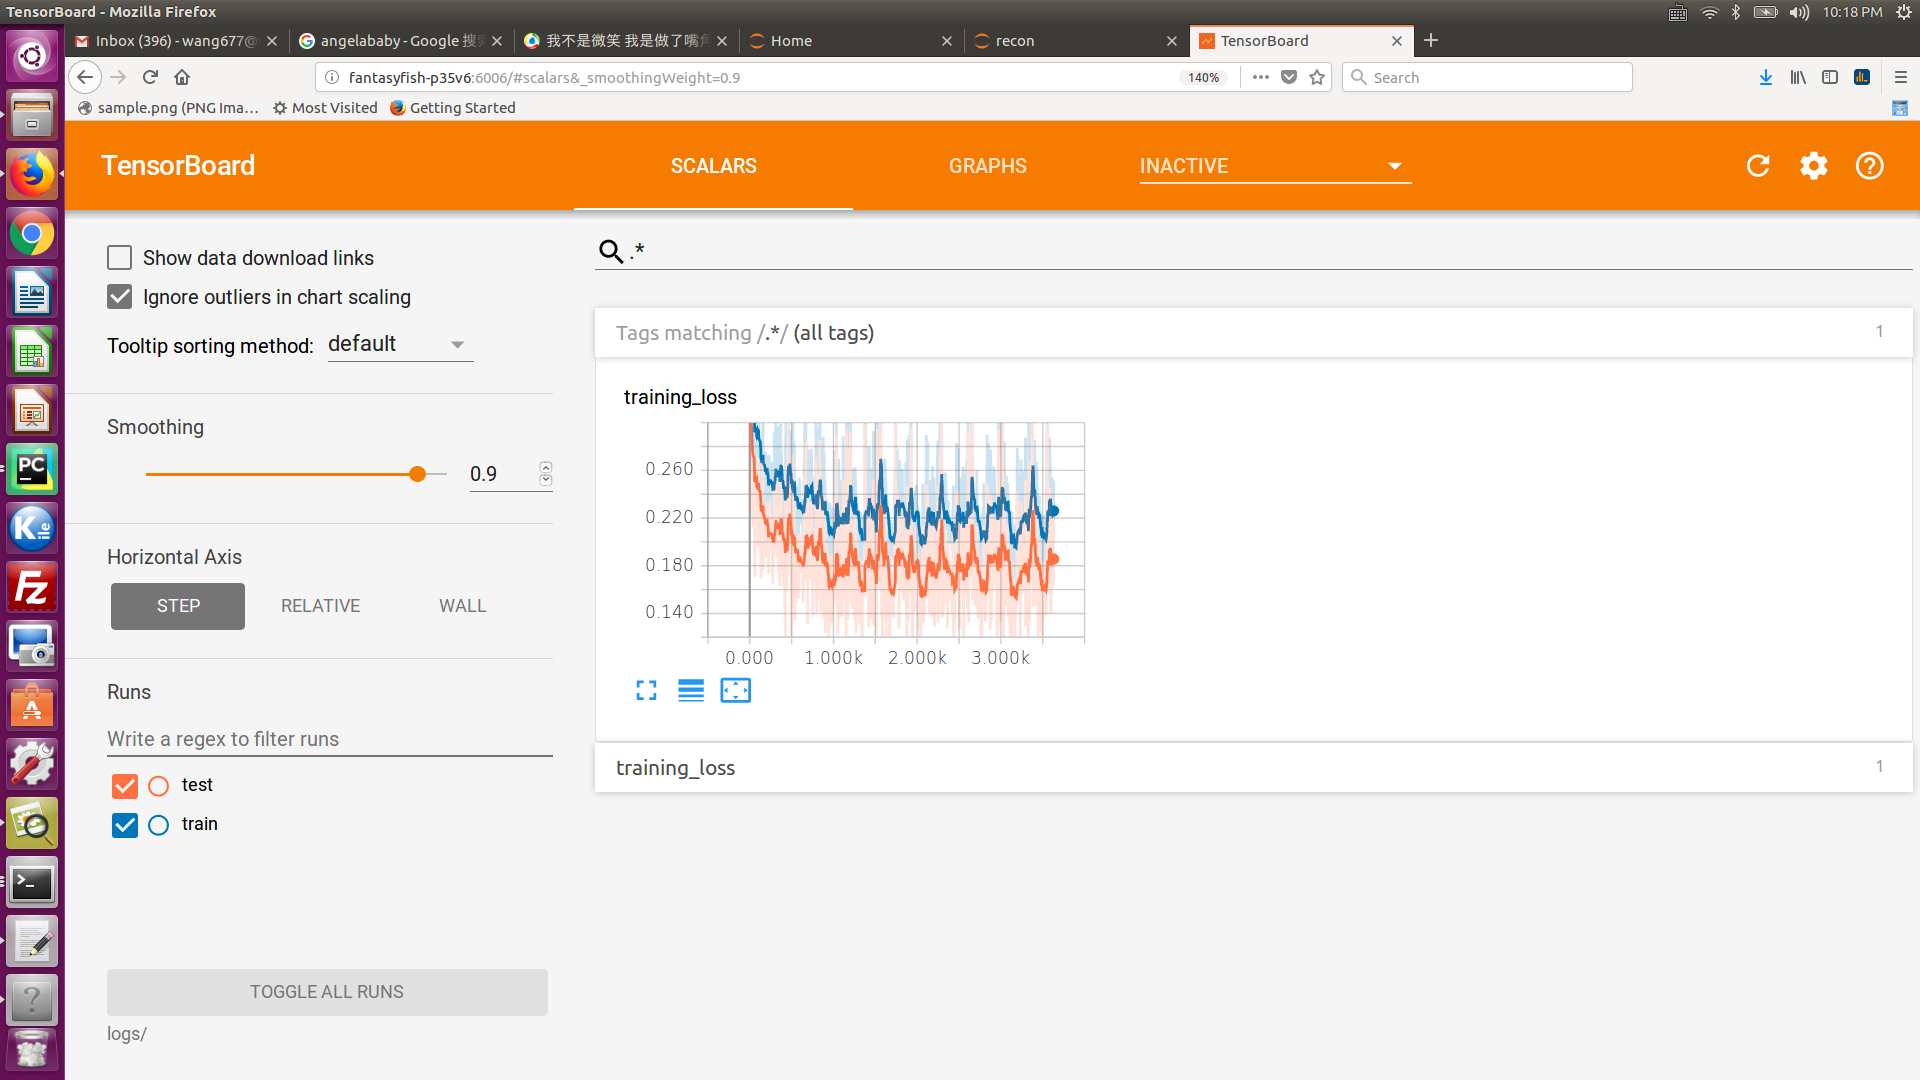 TensorBoard - Mozilla Firefox
10:18 PM
Inbox (396) - wang677@
angelababy - Google 搜
我不是微笑 我是做了嘴角
Home
recon
TensorBoard
fantasyfish-p35v6:6006/#scalars&_smoothingWeight=0.9
140%
Search
sample.png (PNG Ima...
Most Visited
Getting Started
TensorBoard
SCALARS
GRAPHS
INACTIVE
Show data download links
Ignore outliers in chart scaling
Tooltip sorting method: default
Smoothing
0.9
Horizontal Axis
STEP
RELATIVE
WALL
Runs
Write a regex to filter runs
test
train
TOGGLE ALL RUNS
logs/
.*
Tags matching /.*/ (all tags)
1
training_loss
0.260
0.220
0.180
0.140
0.000
1.000k
2.000k
3.000k
training_loss
1